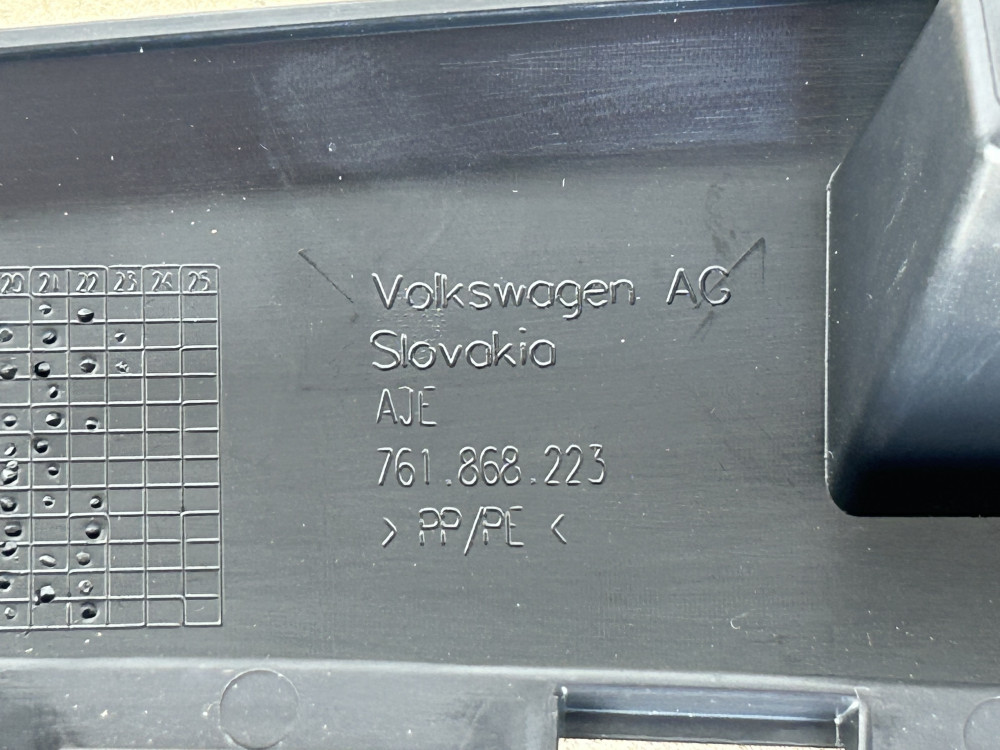 20 21 22 23 24 25
Volkswagen AG
Slovakia
AJE
761.868.223
> PP/PE <